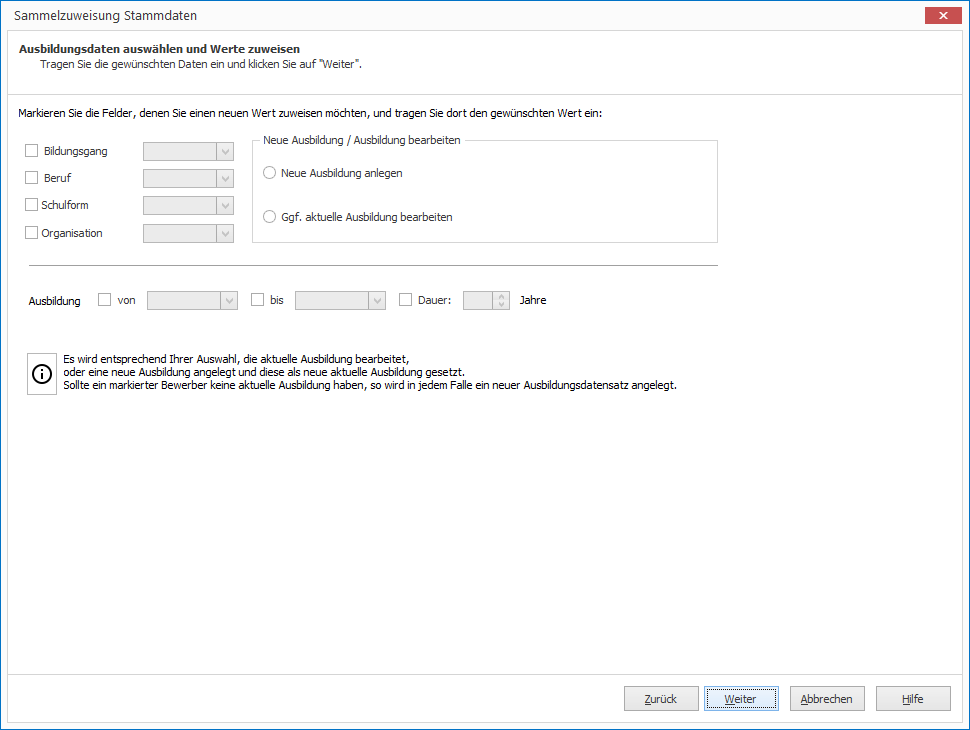 Sammelzuweisung Stammdaten
Ausbildungsdaten auswählen und Werte zuweisen
Tragen Sie die gewünschten Daten ein und klicken Sie auf "Weiter".
Markieren Sie die Felder, denen Sie einen neuen Wert zuweisen möchten, und tragen Sie dort den gewünschten Wert ein:
Bildungsgang
Beruf
Schulform
Organisation
Neue Ausbildung / Ausbildung bearbeiten
Neue Ausbildung anlegen
Ggf. aktuelle Ausbildung bearbeiten
Ausbildung von bis Dauer: Jahre
Es wird entsprechend Ihrer Auswahl, die aktuelle Ausbildung bearbeitet,
oder eine neue Ausbildung angelegt und diese als neue aktuelle Ausbildung gesetzt.
Sollte ein markierter Bewerber keine aktuelle Ausbildung haben, so wird in jedem Falle ein neuer Ausbildungsdatensatz angelegt.
Zurück Weiter Abbrechen Hilfe